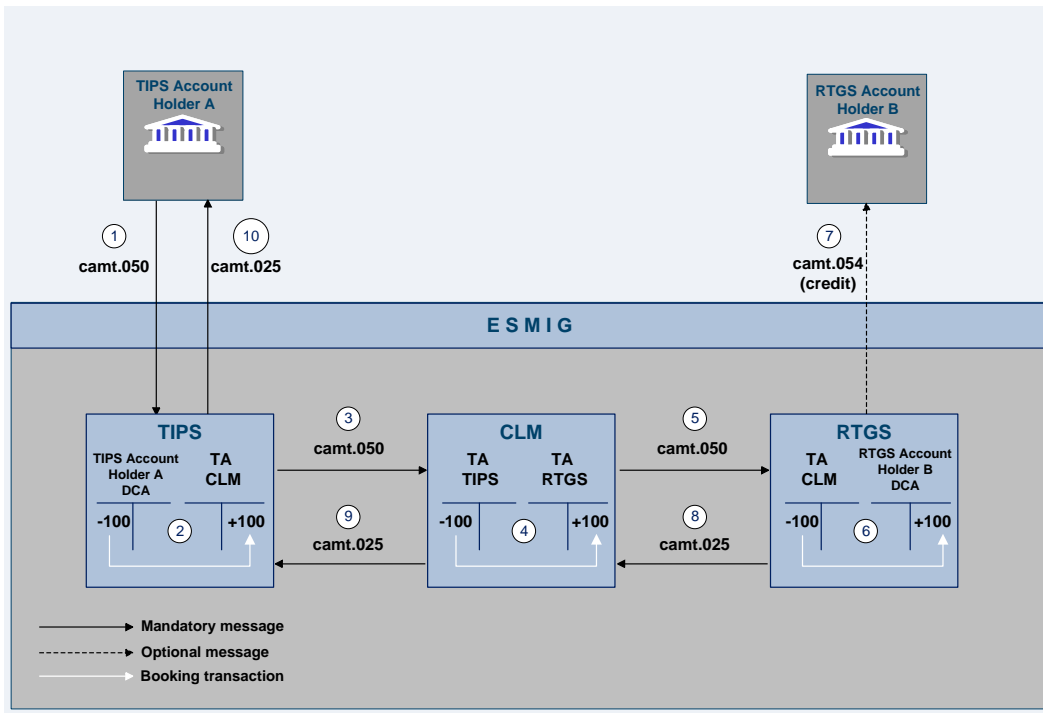 TIPS Account
Holder A
RTGS Account
Holder B
1
camt.050
10
camt.025
7
camt.054
(credit)
E S M I G
TIPS
TIPS Account
Holder A
DCA
TA
CLM
-100
2
+100
3
camt.050
9
camt.025
CLM
TA
TIPS
TA
RTGS
-100
4
+100
5
camt.050
8
camt.025
RTGS
TA
CLM
RTGS Account
Holder B
DCA
-100
6
+100
Mandatory message
Optional message
Booking transaction